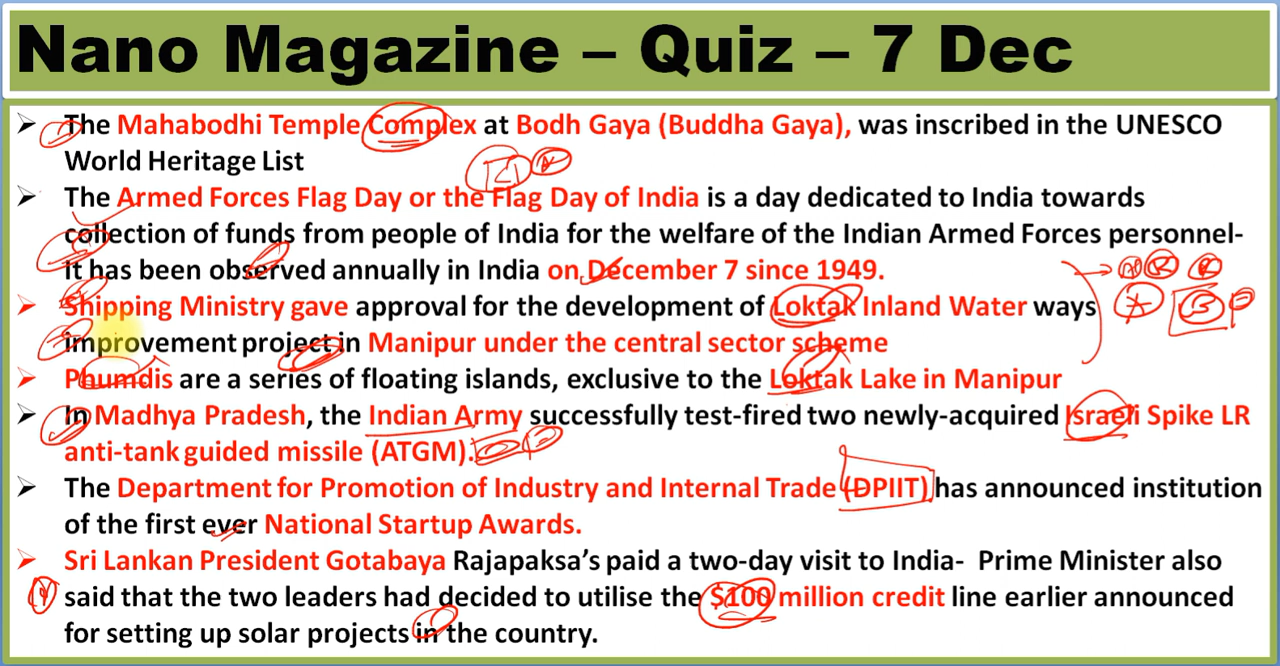 Nano Magazine – Quiz – 7 Dec
➢ The Mahabodhi Temple Complex at Bodh Gaya (Buddha Gaya), was inscribed in the UNESCO
World Heritage List
➢ The Armed Forces Flag Day or the Flag Day of India is a day dedicated to India towards
collection of funds from people of India for the welfare of the Indian Armed Forces personnel-
it has been observed annually in India on December 7 since 1949.
➢ Shipping Ministry gave approval for the development of Loktak Inland Water ways
improvement project in Manipur under the central sector scheme
➢ Phumdis are a series of floating islands, exclusive to the Loktak Lake in Manipur
➢ In Madhya Pradesh, the Indian Army successfully test-fired two newly-acquired Israeli Spike LR
anti-tank guided missile (ATGM).
➢ The Department for Promotion of Industry and Internal Trade (DPIIT) has announced institution
of the first ever National Startup Awards.
➢ Sri Lankan President Gotabaya Rajapaksa’s paid a two-day visit to India- Prime Minister also
said that the two leaders had decided to utilise the $100 million credit line earlier announced
for setting up solar projects in the country.